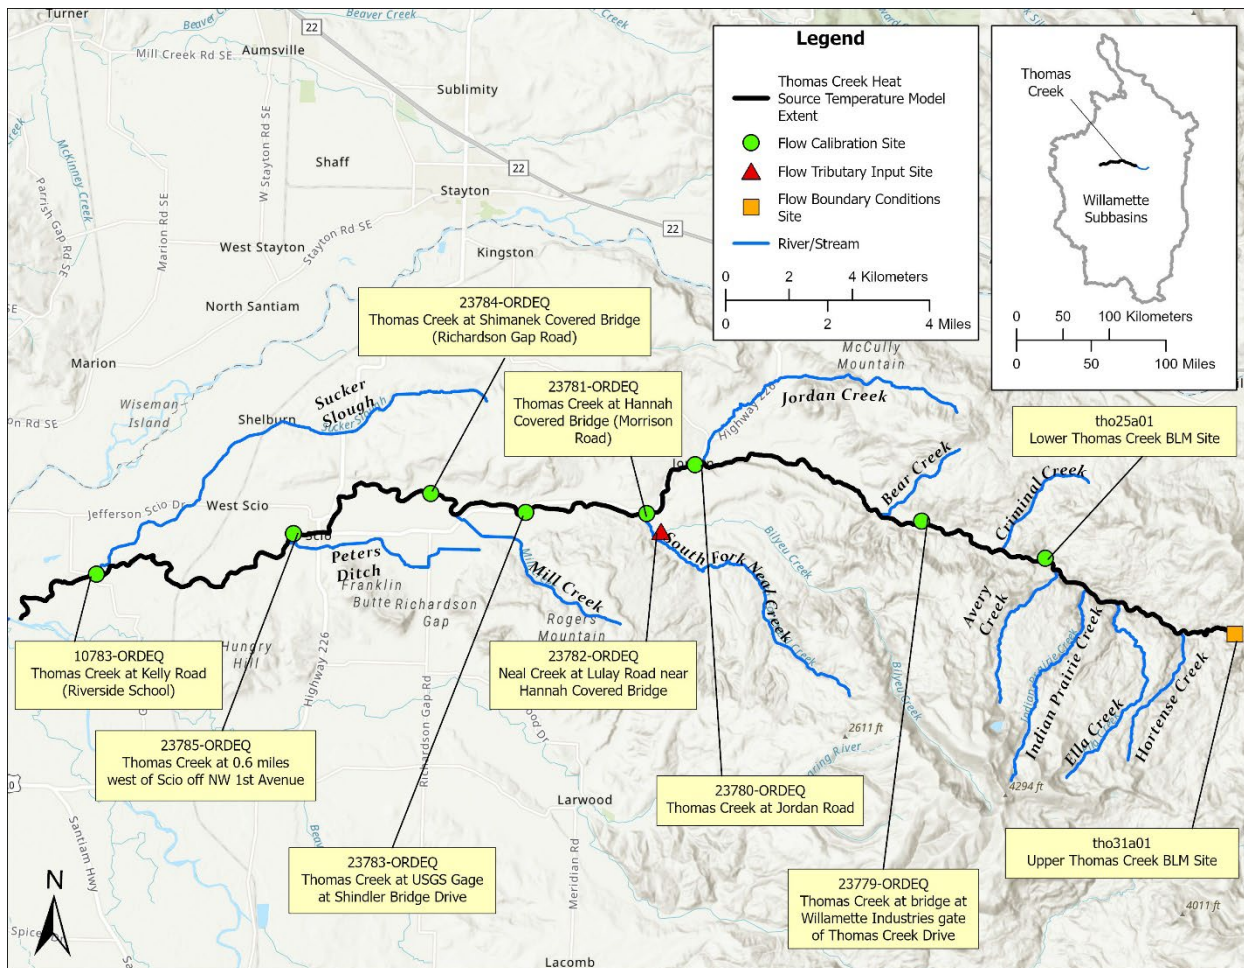 Turner
Beaver Creek
Beaver Creek
22
Mill Creek Rd SE
Aumsville
Sublimity
W Stayton Rd SE
McKinney Creek
Parrish Gap Rd SE
Marion Rd SE
Shaff
22
Stayton
Stayton Rd SE
West Stayton
22
Kingston
North Santiam
Marion
Wiseman
Island
Shelburn
Legend
Thomas Creek Heat
Source Temperature Model
Extent
Flow Calibration Site
Flow Tributary Input Site
Flow Boundary Conditions
Site
River/Stream
0 2 4 Kilometers
0 2 4 Miles
Thomas
Creek
Willamette
Subbasins
0 50 100 Kilometers
0 50 100 Miles
McCully
Mountain
23784-ORDEQ
Thomas Creek at Shimanek Covered Bridge
(Richardson Gap Road)
23781-ORDEQ
Thomas Creek at Hannah
Covered Bridge (Morrison
Road)
tho25a01
Lower Thomas Creek BLM Site
Sucker
Slough
Sucker Slough
Highway 226
Jordan Creek
Bear Creek
Criminal Creek
Jefferson Scio Dr
West Scio
Scio
Peters
Ditch
Franklin
Butte
Richardson
Gap
Mill Creek
Rogers
Mountain
South Fork Neal Creek
Bilyeu Creek
Bilyeu Creek
Avery
Creek
Indian Prairie Creek
Indian Prairie Creek
Ella Creek
Hortense Creek
Hungry
Hill
Highway 226
Richardson Gap Rd
10783-ORDEQ
Thomas Creek at Kelly Road
(Riverside School)
23782-ORDEQ
Neal Creek at Lulay Road near
Hannah Covered Bridge
23785-ORDEQ
Thomas Creek at 0.6 miles
west of Scio off NW 1st Avenue
2611 ft
4294 ft
23780-ORDEQ
Thomas Creek at Jordan Road
Larwood
tho31a01
Upper Thomas Creek BLM Site
23783-ORDEQ
Thomas Creek at USGS Gage
at Shindler Bridge Drive
Meridian Rd
23779-ORDEQ
Thomas Creek at bridge at
Willamette Industries gate
of Thomas Creek Drive
Santiam Hwy
N
4011 ft
Lacomb